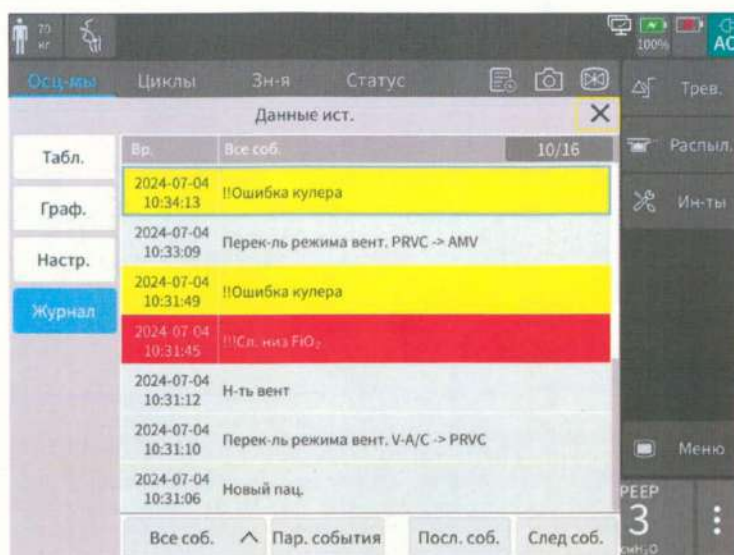 70
кг
100%
AC
Осц-мы
Циклы
Зн-я
Статус
Трев.
Данные ист.
Распыл.
Ин-ты
Табл.
Граф.
Настр.
Журнал
Вр.
Все соб.
10/16
2024-07-04
10:34:13
!!Ошибка кулера
2024-07-04
10:33:09
Перек-ль режима вент. PRVC -> AMV
2024-07-04
10:31:49
!!Ошибка кулера
2024-07-04
10:31:45
!!!Сл. низ FiO₂
2024-07-04
10:31:12
Н-ть вент
2024-07-04
10:31:10
Перек-ль режима вент. V-A/C -> PRVC
2024-07-04
10:31:06
Новый пац.
Меню
PEEP
3
смH₂O
Все соб.
Пар. события
Посл. соб.
След соб.